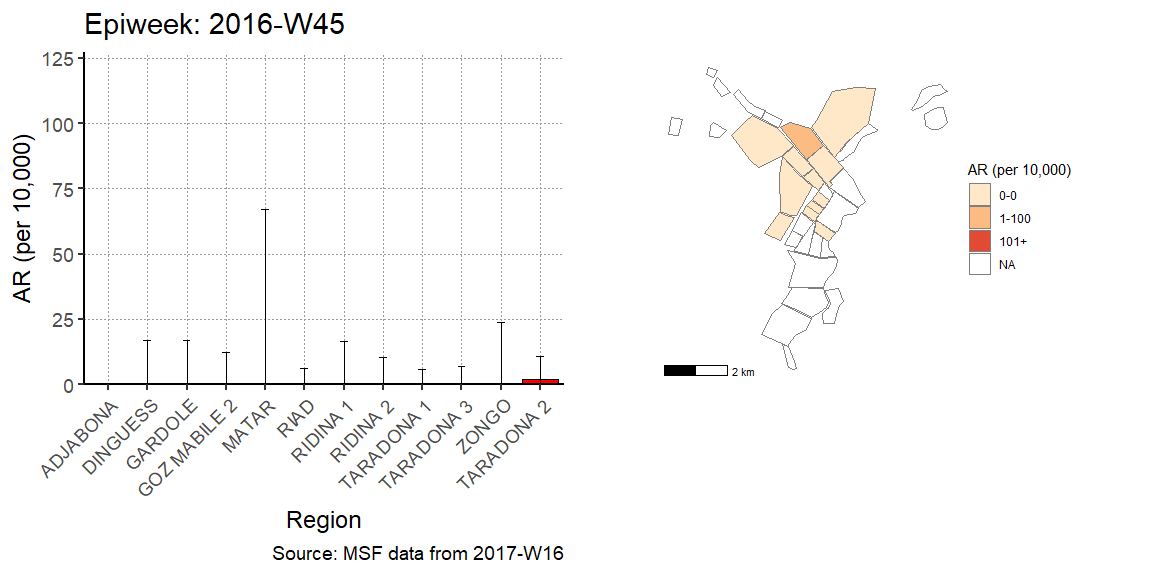 Epiweek: 2016-W45
AR (per 10,000)
125
100
75
50
25
0
ADJABONA
DINGUESS
GARDOLE
GOZ MABILE 2
MATAR
RIAD
RIDINA 1
RIDINA 2
TARADONA 1
TARADONA 3
ZONGO
TARADONA 2
Region
Source: MSF data from 2017-W16
AR (per 10,000)
0-0
1-100
101+
NA
2 km